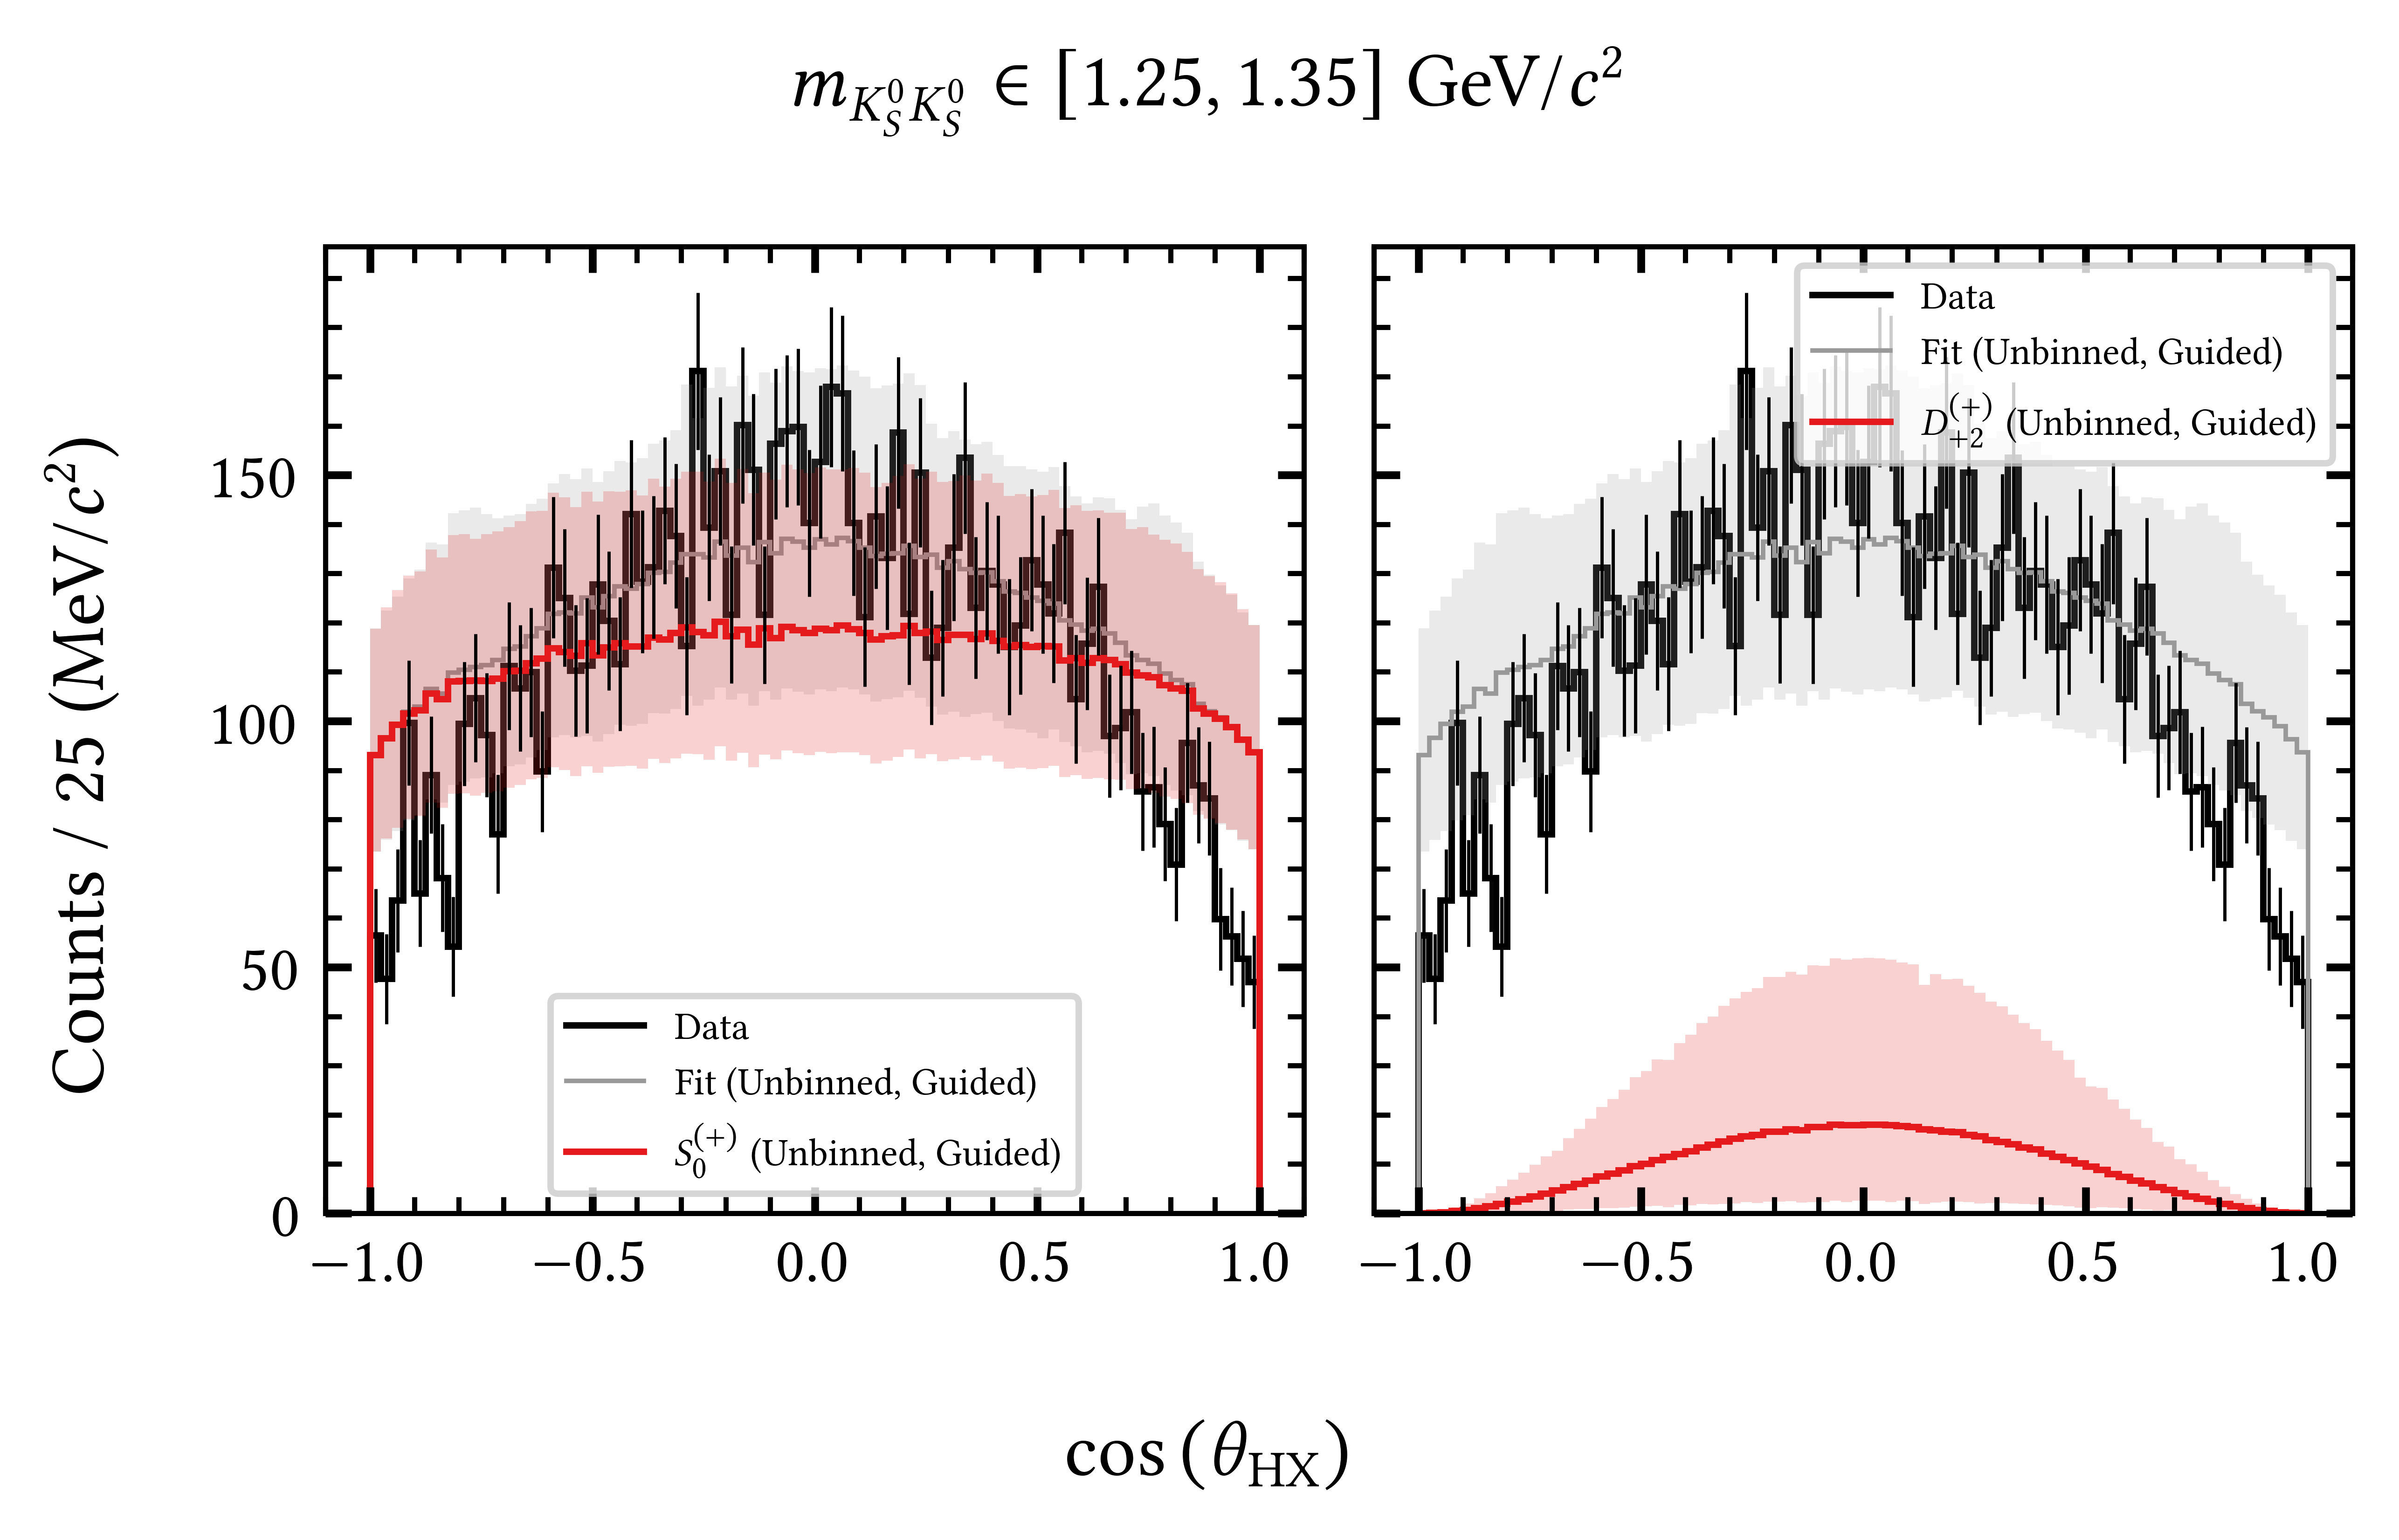 m_{K_S^0 K_S^0} ∈ [1.25, 1.35] GeV/c²
Counts / 25 (MeV/c²)
150
100
50
0
Data
Fit (Unbinned, Guided)
S_0^{(+)} (Unbinned, Guided)
−1.0 −0.5 0.0 0.5 1.0
Data
Fit (Unbinned, Guided)
D_{+2}^{(+)} (Unbinned, Guided)
−1.0 −0.5 0.0 0.5 1.0
cos (θ_HX)